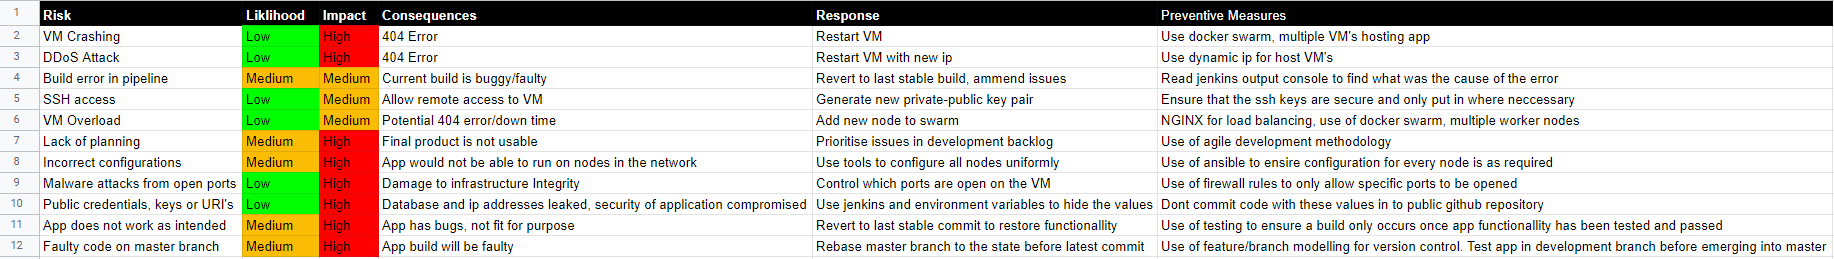 1 Risk Liklihood Impact Consequences Response Preventive Measures
2 VM Crashing Low High 404 Error Restart VM Use docker swarm, multiple VM's hosting app
3 DDoS Attack Low High 404 Error Restart VM with new ip Use dynamic ip for host VM's
4 Build error in pipeline Medium Medium Current build is buggy/faulty Revert to last stable build, ammend issues Read jenkins output console to find what was the cause of the error
5 SSH access Low Medium Allow remote access to VM Generate new private-public key pair Ensure that the ssh keys are secure and only put in where neccessary
6 VM Overload Low Medium Potential 404 error/down time Add new node to swarm NGINX for load balancing, use of docker swarm, multiple worker nodes
7 Lack of planning Medium High Final product is not usable Prioritise issues in development backlog Use of agile development methodology
8 Incorrect configurations Medium High App would not be able to run on nodes in the network Use tools to configure all nodes uniformly Use of ansible to ensire configuration for every node is as required
9 Malware attacks from open ports Low High Damage to infrastructure Integrity Control which ports are open on the VM Use of firewall rules to only allow specific ports to be opened
10 Public credentials, keys or URI's Low High Database and ip addresses leaked, security of application compromised Use jenkins and environment variables to hide the values Dont commit code with these values in to public github repository
11 App does not work as intended Medium High App has bugs, not fit for purpose Revert to last stable commit to restore functionallity Use of testing to ensure a build only occurs once app functionallity has been tested and passed
12 Faulty code on master branch Medium High App build will be faulty Rebase master branch to the state before latest commit Use of feature/branch modelling for version control. Test app in development branch before emerging into master